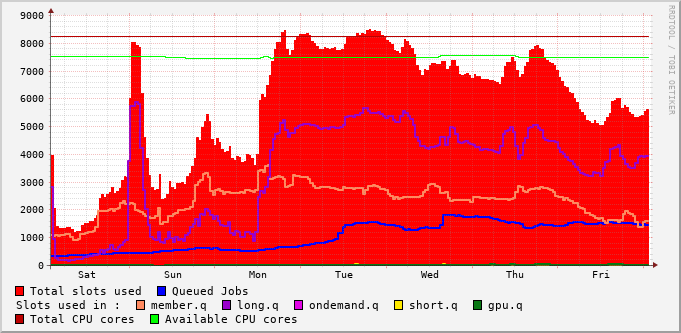 9000
8000
7000
6000
5000
4000
3000
2000
1000
0
Sat Sun Mon Tue Wed Thu Fri
RRDTOOL / TOBI OETIKER
Total slots used Queued Jobs
Slots used in : member.q long.q ondemand.q short.q gpu.q
Total CPU cores Available CPU cores